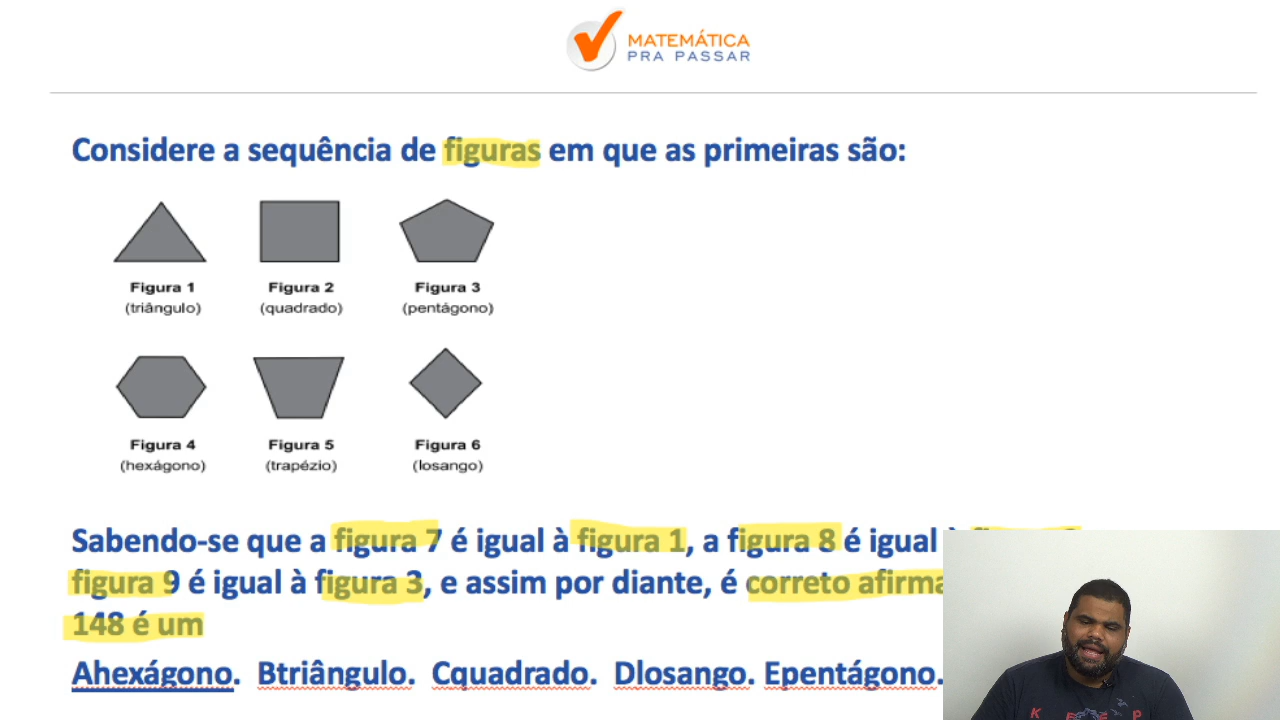 MATEMÁTICA
PRA PASSAR
Considere a sequência de figuras em que as primeiras são:
Figura 1 Figura 2 Figura 3
(triângulo) (quadrado) (pentágono)
Figura 4 Figura 5 Figura 6
(hexágono) (trapézio) (losango)
Sabendo-se que a figura 7 é igual à figura 1, a figura 8 é igual
figura 9 é igual à figura 3, e assim por diante, é correto afirma
148 é um
Ahexágono. Btriângulo. Cquadrado. Dlosango. Epentágono.
K E E P